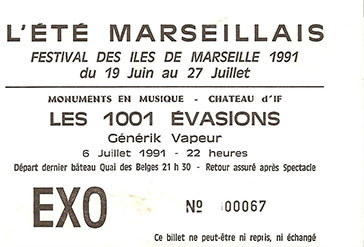 L'ÉTÉ MARSEILLAIS
FESTIVAL DES ILES DE MARSEILLE 1991
du 19 Juin au 27 Juillet
MONUMENTS EN MUSIQUE - CHATEAU d'IF
LES 1001 ÉVASIONS
Générik Vapeur
6 Juillet 1991 - 22 heures
Départ dernier bâteau Quai des Belges 21 h 30 - Retour assuré après Spectacle
EXO Nº 00067
Ce billet ne peut-être ni repris, ni échangé